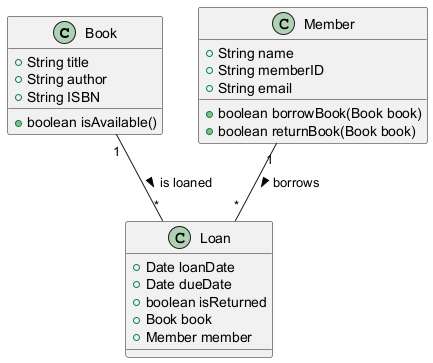 C Book
String title
String author
String ISBN
boolean isAvailable()
C Member
String name
String memberID
String email
boolean borrowBook(Book book)
boolean returnBook(Book book)
1
1
is loaned
borrows
*
*
C Loan
Date loanDate
Date dueDate
boolean isReturned
Book book
Member member